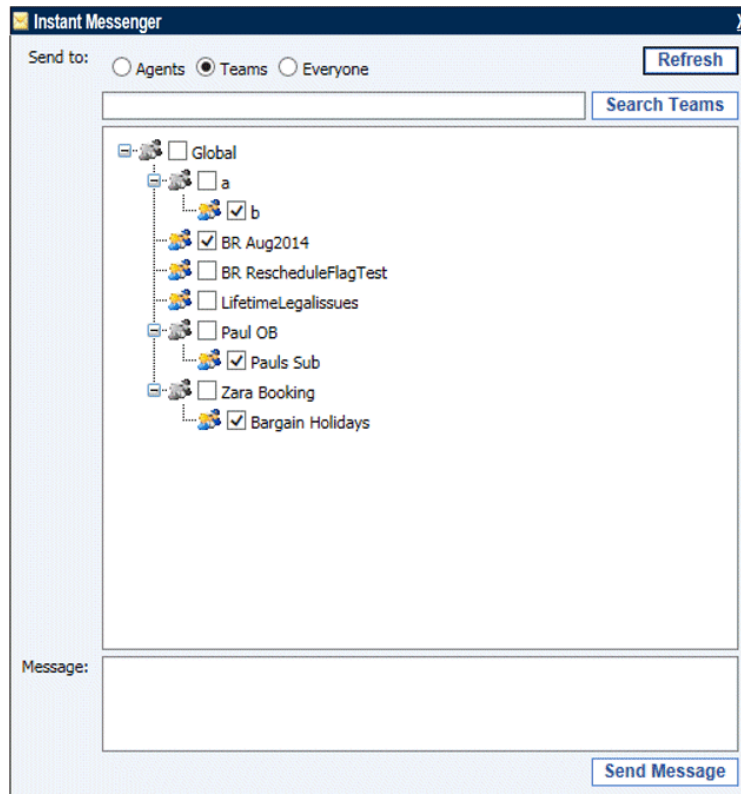 Instant Messenger
Send to: Agents Teams Everyone Refresh
Search Teams
Global
a
b
BR Aug2014
BR RescheduleFlagTest
LifetimeLegalissues
Paul OB
Pauls Sub
Zara Booking
Bargain Holidays
Message:
Send Message